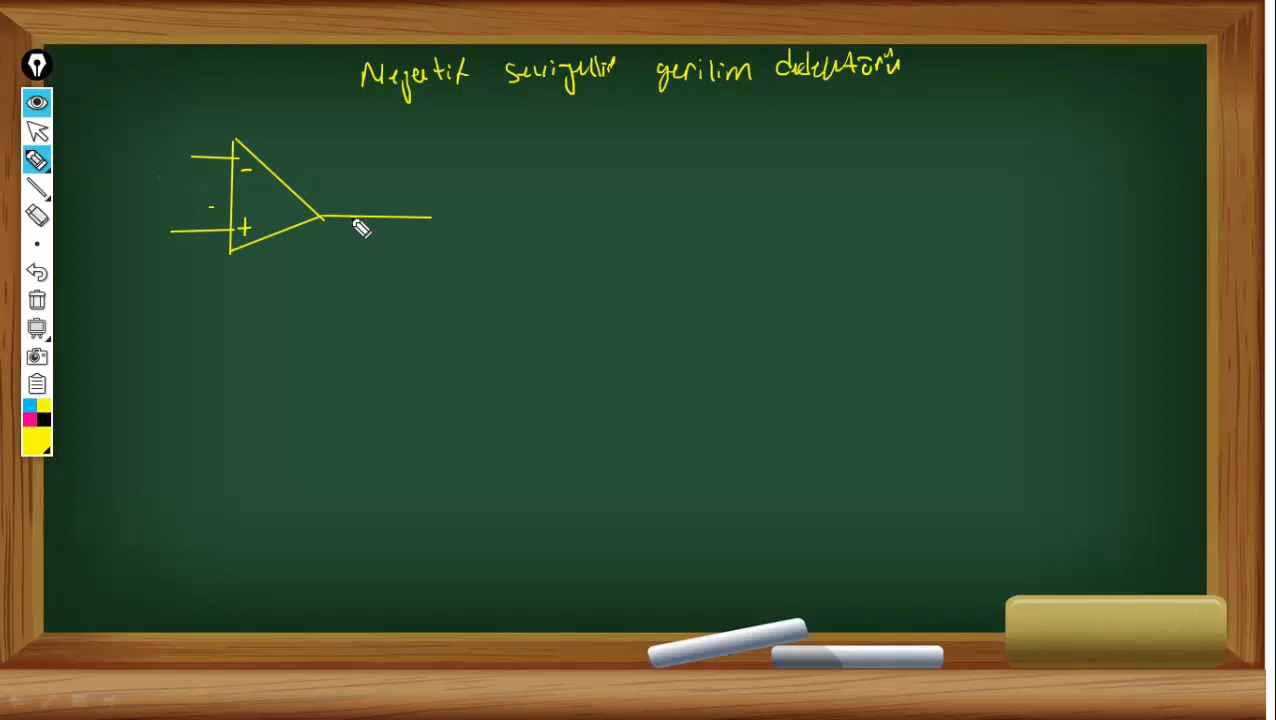 Negatif seviyeli gerilim dedektörü
-
-
+